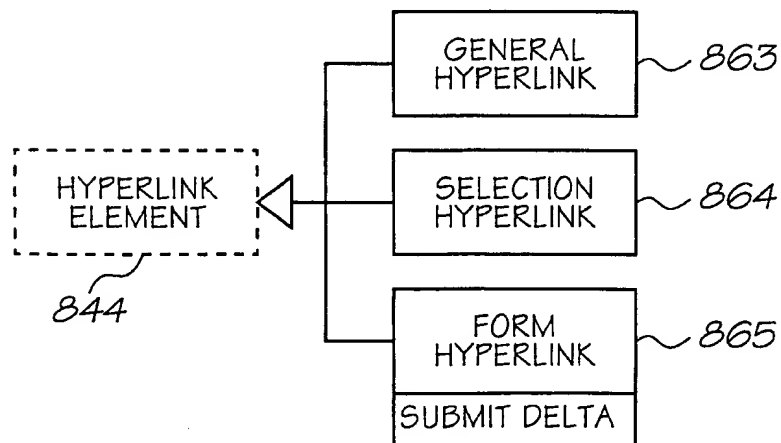 GENERAL
HYPERLINK
863
HYPERLINK
ELEMENT
844
SELECTION
HYPERLINK
864
FORM
HYPERLINK
865
SUBMIT DELTA